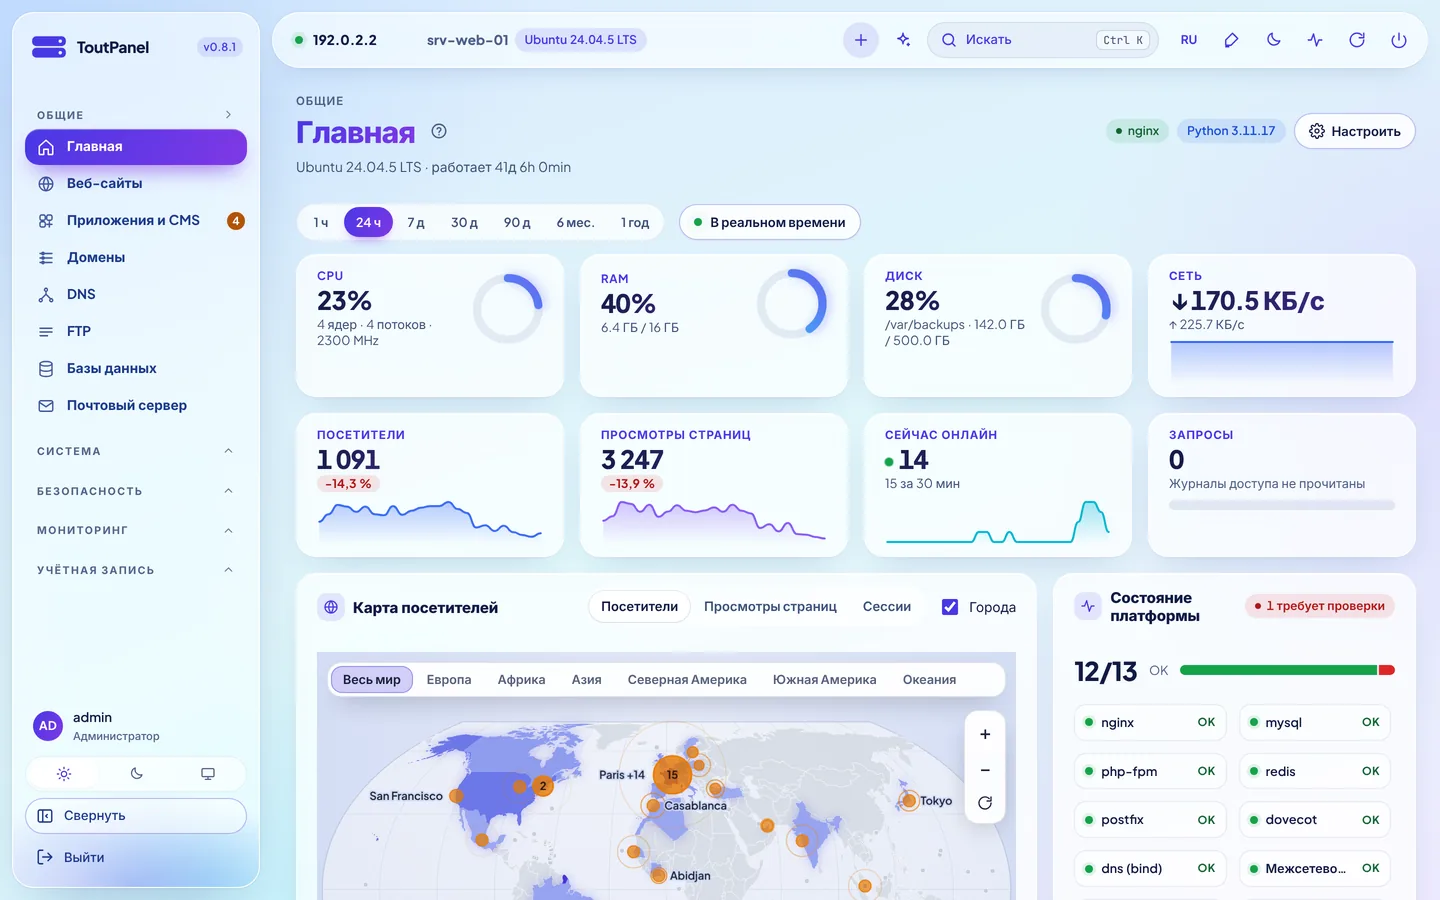 ToutPanel
v0.8.1
ОБЩИЕ
Главная
Веб-сайты
Приложения и CMS
4
Домены
DNS
FTP
Базы данных
Почтовый сервер
СИСТЕМА
БЕЗОПАСНОСТЬ
МОНИТОРИНГ
УЧЁТНАЯ ЗАПИСЬ
AD
admin
Администратор
Свернуть
Выйти
192.0.2.2
srv-web-01
Ubuntu 24.04.5 LTS
Искать
Ctrl K
RU
ОБЩИЕ
Главная
Ubuntu 24.04.5 LTS · работает 41д 6h 0min
nginx
Python 3.11.17
Настроить
1 ч
24 ч
7 д
30 д
90 д
6 мес.
1 год
В реальном времени
CPU
23%
4 ядер · 4 потоков ·
2300 MHz
RAM
40%
6.4 ГБ / 16 ГБ
ДИСК
28%
/var/backups · 142.0 ГБ
/ 500.0 ГБ
СЕТЬ
↓170.5 КБ/с
↑ 225.7 КБ/с
ПОСЕТИТЕЛИ
1 091
−14,3 %
ПРОСМОТРЫ СТРАНИЦ
3 247
−13,9 %
СЕЙЧАС ОНЛАЙН
14
15 за 30 мин
ЗАПРОСЫ
0
Журналы доступа не прочитаны
Карта посетителей
Посетители
Просмотры страниц
Сессии
Города
Весь мир
Европа
Африка
Азия
Северная Америка
Южная Америка
Океания
+
−
Paris +14
15
2
San Francisco
Casablanca
Tokyo
Abidjan
Состояние
платформы
1 требует проверки
12/13
OK
nginx
OK
mysql
OK
php-fpm
OK
redis
OK
postfix
OK
dovecot
OK
dns (bind)
OK
Межсетево…
OK